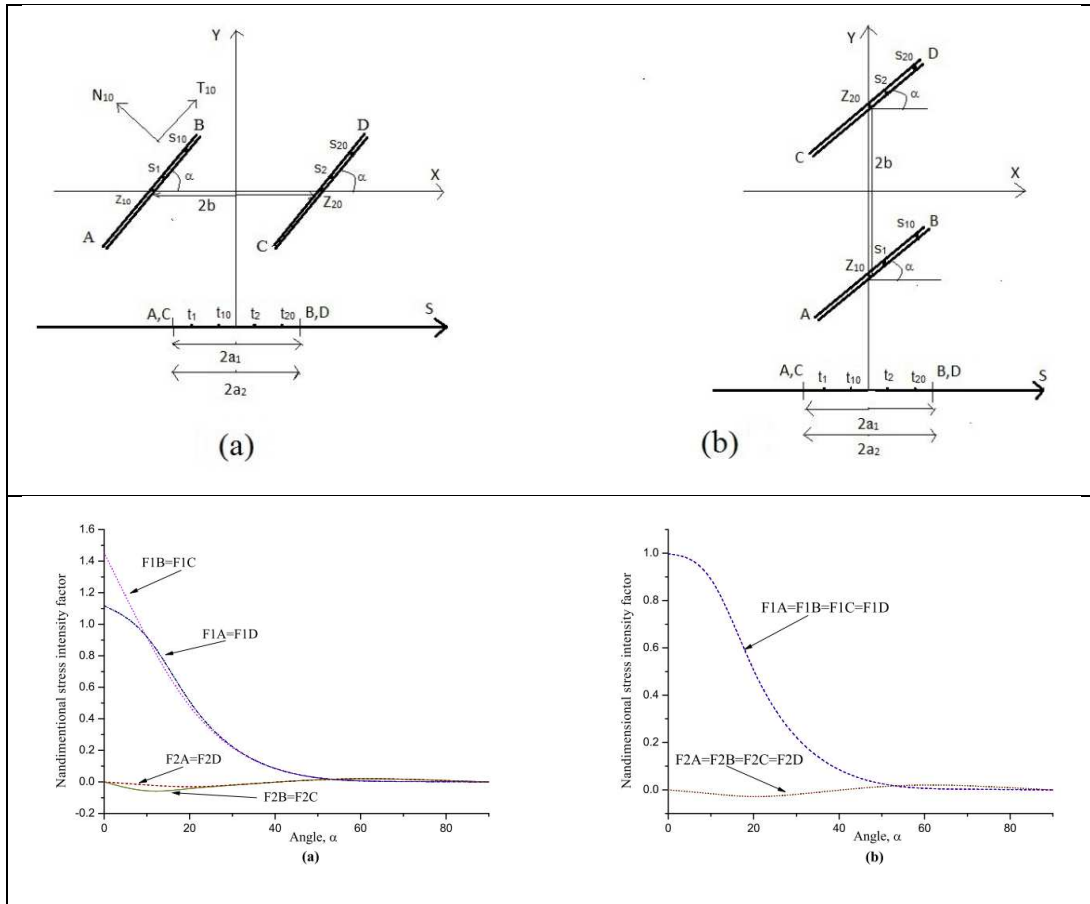 Y
N10
T10
B
S10
S1
α
Z10
2b
A
D
S20
S2
α
X
Z20
C
A,C
t1
t10
t2
t20
B,D
S
2a1
2a2
(a)
Y
S20
D
S2
Z20
α
C
2b
X
S10
B
S1
Z10
α
A
A,C
t1
t10
t2
t20
B,D
S
2a1
2a2
(b)
Nandimentional stress intensity factor
1.6
1.4
1.2
1.0
0.8
0.6
0.4
0.2
0.0
-0.2
F1B=F1C
F1A=F1D
F2A=F2D
F2B=F2C
0
20
40
60
80
Angle, α
(a)
Nandimensional stress intensity factor
1.0
0.8
0.6
0.4
0.2
0.0
F1A=F1B=F1C=F1D
F2A=F2B=F2C=F2D
0
20
40
60
80
Angle, α
(b)